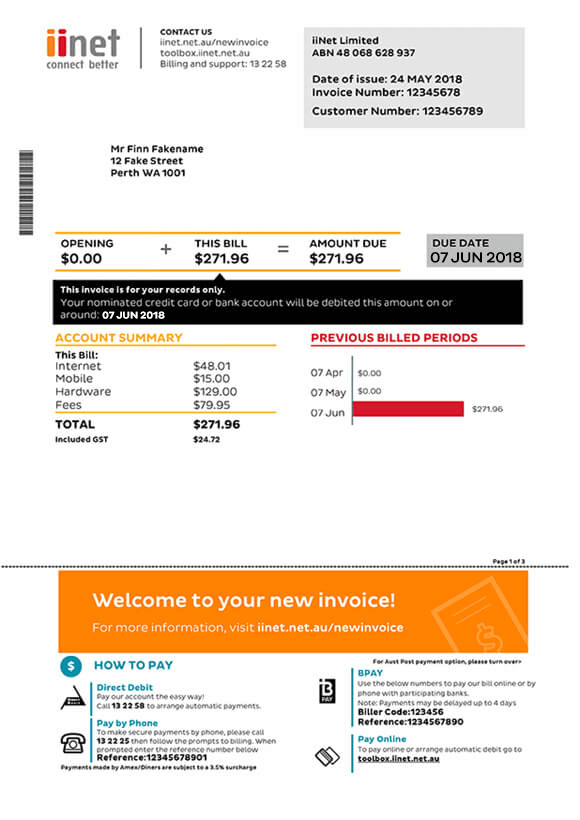 iinet
connect better
CONTACT US
iinet.net.au/newinvoice
toolbox.iinet.net.au
Billing and support: 13 22 58
iiNet Limited
ABN 48 068 628 937
Date of issue: 24 MAY 2018
Invoice Number: 12345678
Customer Number: 123456789
Mr Finn Fakename
12 Fake Street
Perth WA 1001
OPENING + THIS BILL = AMOUNT DUE
$0.00 $271.96 $271.96
DUE DATE
07 JUN 2018
This invoice is for your records only.
Your nominated credit card or bank account will be debited this amount on or
around: 07 JUN 2018
ACCOUNT SUMMARY
This Bill:
Internet $48.01
Mobile $15.00
Hardware $129.00
Fees $79.95
TOTAL $271.96
Included GST $24.72
PREVIOUS BILLED PERIODS
07 Apr $0.00
07 May $0.00
07 Jun $271.96
Page 1 of 3
Welcome to your new invoice!
For more information, visit iinet.net.au/newinvoice
$ HOW TO PAY
Direct Debit
Pay our account the easy way!
Call 13 22 58 to arrange automatic payments.
Pay by Phone
To make secure payments by phone, please call
13 22 25 then follow the prompts to billing. When
prompted enter the reference number below
Reference:12345678901
Payments made by Amex/Diners are subject to a 3.5% surcharge
For Aust Post payment option, please turn over>
B
PAY
BPAY
Use the below numbers to pay our bill online or by
phone with participating banks.
Note: Payments may be delayed up to 4 days
Biller Code:123456
Reference:1234567890
Pay Online
To pay online or arrange automatic debit go to
toolbox.iinet.net.au